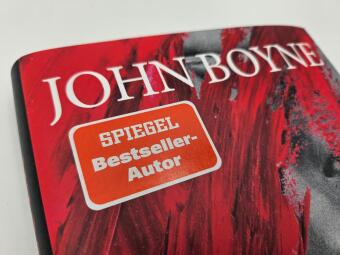 JOHN BOYNE
SPIEGEL
Bestseller-
Autor